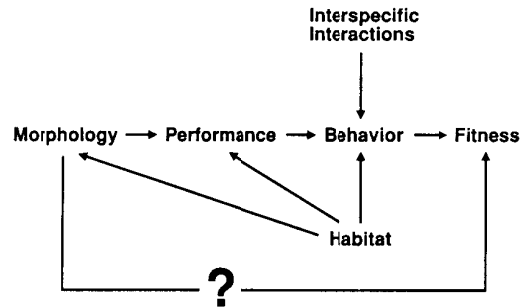 Interspecific
Interactions
Morphology Performance Behavior Fitness
Habitat
?